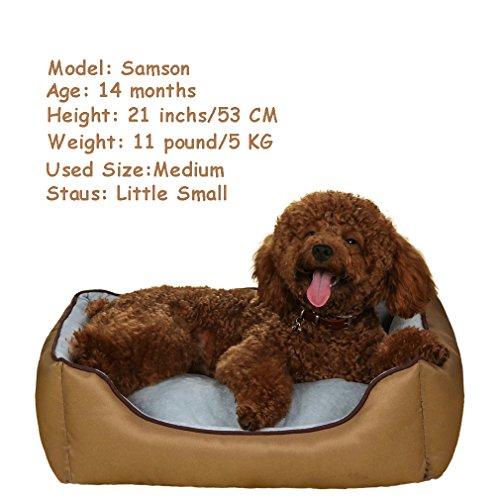 Model: Samson
Age: 14 months
Height: 21 inchs/53 CM
Weight: 11 pound/5 KG
Used Size:Medium
Staus: Little Small